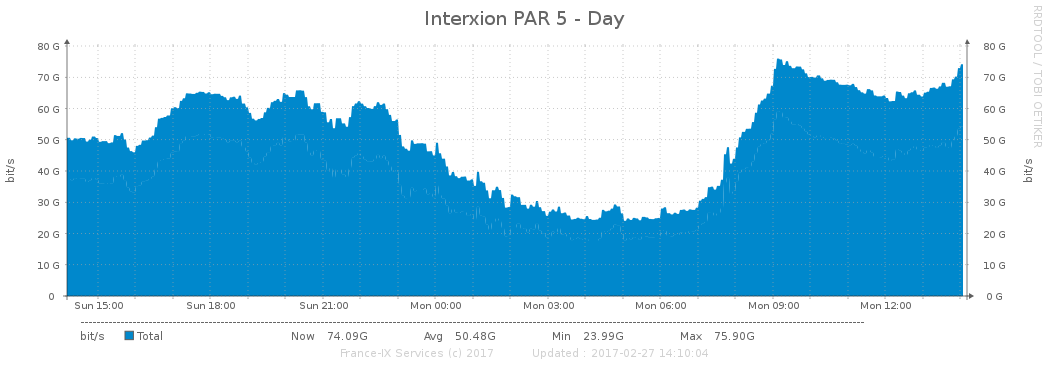 Interxion PAR 5 - Day
RRDTOOL / TOBI OETIKER
80 G 80 G
70 G 70 G
60 G 60 G
50 G 50 G
40 G 40 G
30 G 30 G
20 G 20 G
10 G 10 G
0 0 G
bit/s bit/s
Sun 15:00 Sun 18:00 Sun 21:00 Mon 00:00 Mon 03:00 Mon 06:00 Mon 09:00 Mon 12:00
bit/s Total Now 74.09G Avg 50.48G Min 23.99G Max 75.90G
France-IX Services (c) 2017 Updated : 2017-02-27 14:10:04